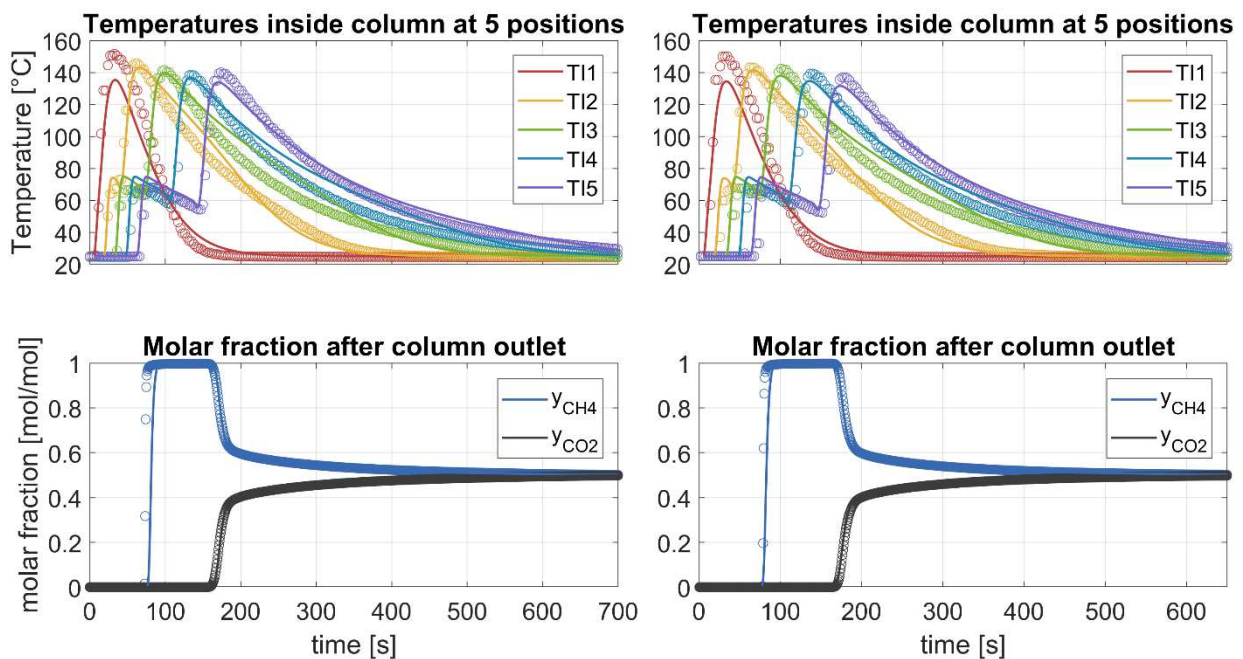 Temperatures inside column at 5 positions
Temperature [°C]
160
140
120
100
80
60
40
20
TI1
TI2
TI3
TI4
TI5
Temperatures inside column at 5 positions
160
140
120
100
80
60
40
20
TI1
TI2
TI3
TI4
TI5
Molar fraction after column outlet
molar fraction [mol/mol]
1
0.8
0.6
0.4
0.2
0
y_CH4
y_CO2
0 100 200 300 400 500 600 700
time [s]
Molar fraction after column outlet
1
0.8
0.6
0.4
0.2
0
y_CH4
y_CO2
0 100 200 300 400 500 600
time [s]